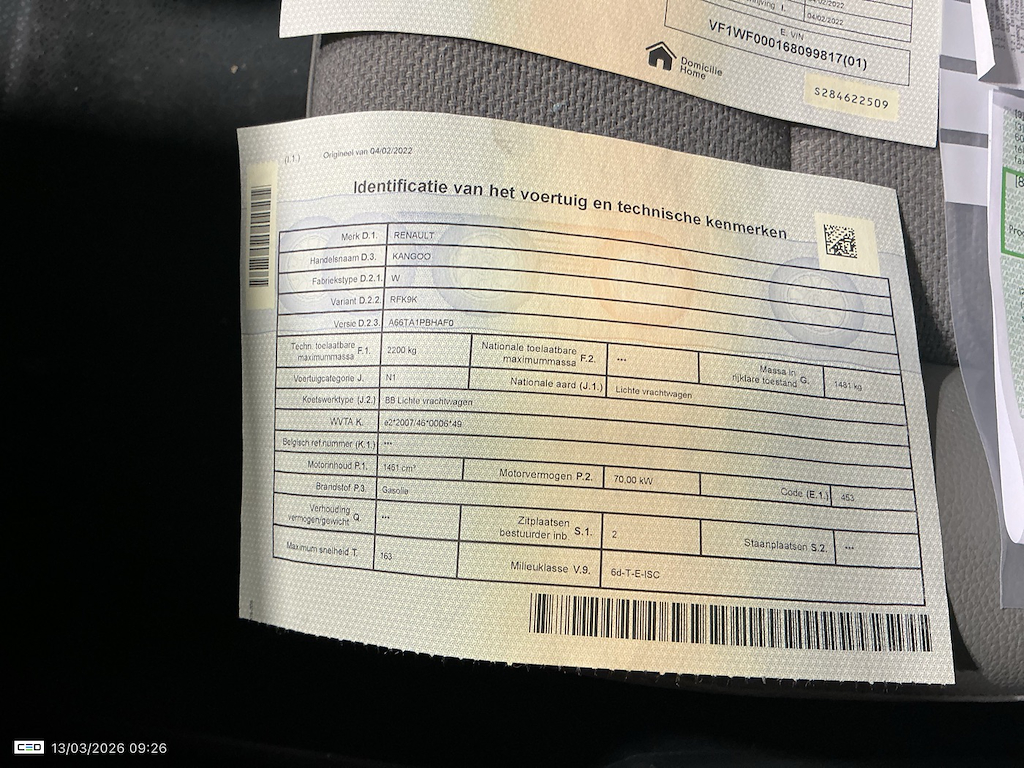 04/02/2022
E. VIN
VF1WF000168099817(01)
Domicilie
Home
S284622509
(I.1.) Origineel van 04/02/2022
Identificatie van het voertuig en technische kenmerken
Merk D.1. RENAULT
Handelsnaam D.3. KANGOO
Fabriekstype D.2.1. W
Variant D.2.2. RFK9K
Versie D.2.3. A66TA1PBHAF0
Techn. toelaatbare maximummassa F.1. 2200 kg Nationale toelaatbare maximummassa F.2. *** Massa in rijklare toestand G. 1481 kg
Voertuigcategorie J. N1 Nationale aard (J.1.) Lichte vrachtwagen
Koetswerktype (J.2.) BB Lichte vrachtwagen
WVTA K. e2*2007/46*0006*49
Belgisch ref.nummer (K.1.) ***
Motorinhoud P.1. 1461 cm³ Motorvermogen P.2. 70,00 kW Code (E.1.) 453
Brandstof P.3. Gasolie
Verhouding vermogen/gewicht Q. *** Zitplaatsen bestuurder inb. S.1. 2 Staanplaatsen S.2. ***
Maximum snelheid T. 163 Milieuklasse V.9. 6d-T-E-ISC
CEO 13/03/2026 09:26